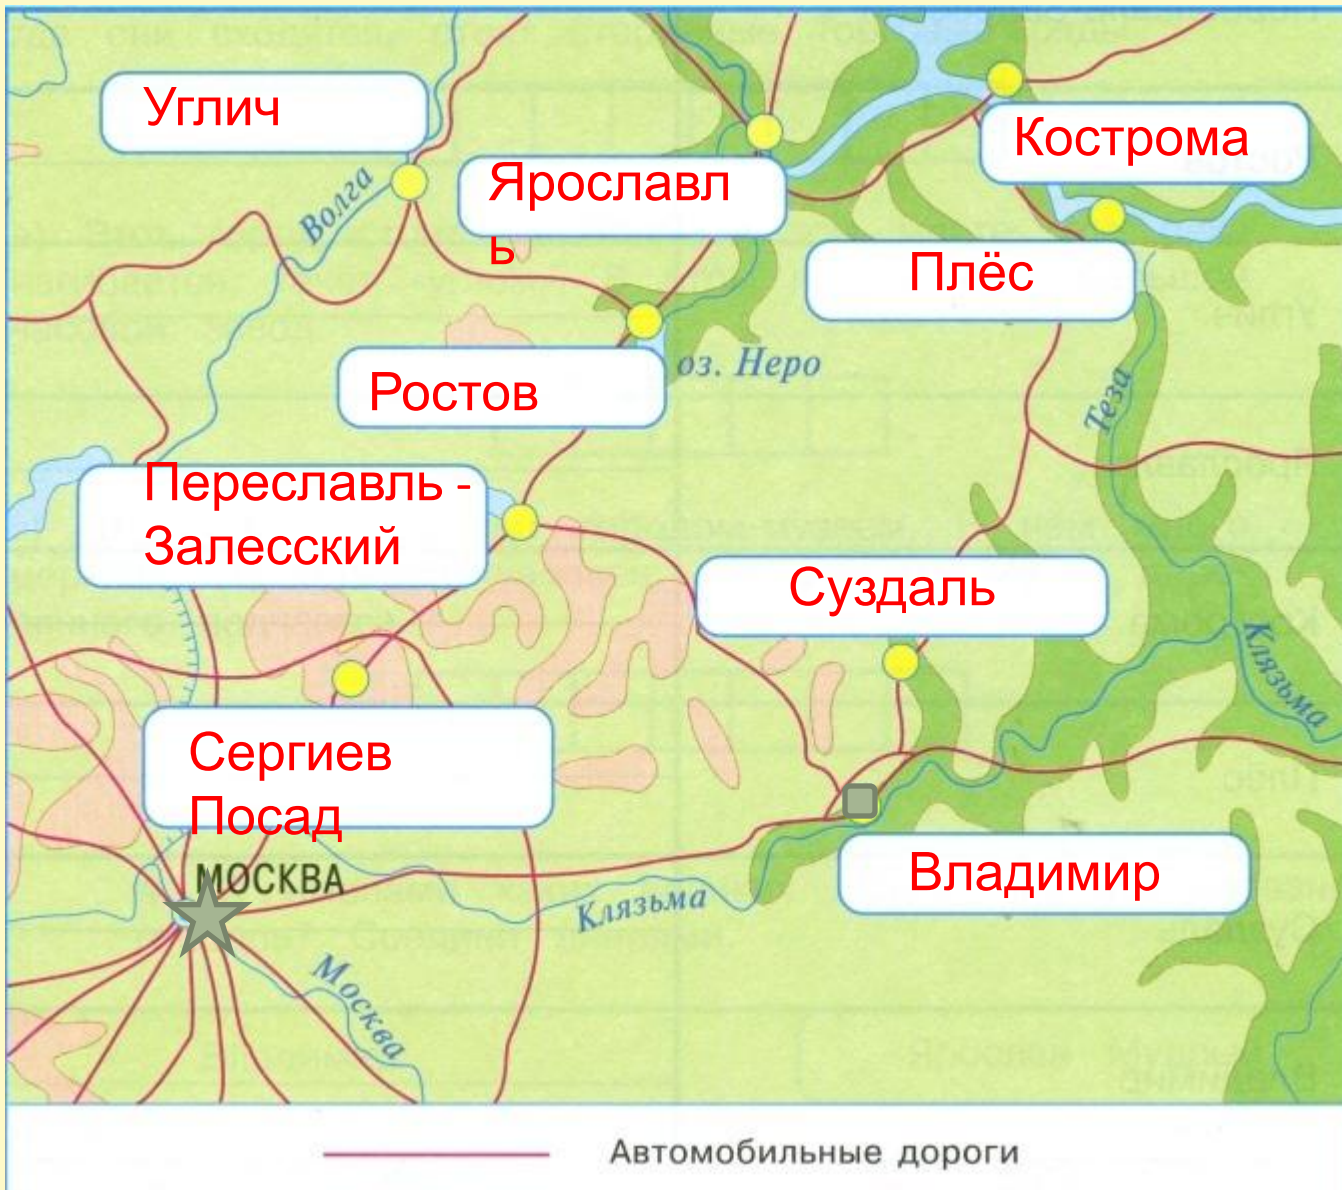 Углич
Кострома
Ярославл
ь
Волга
Плёс
оз. Неро
Ростов
Теза
Переславль -
Залесский
Суздаль
Клязьма
Сергиев
Посад
МОСКВА
Владимир
Клязьма
Москва
Автомобильные дороги